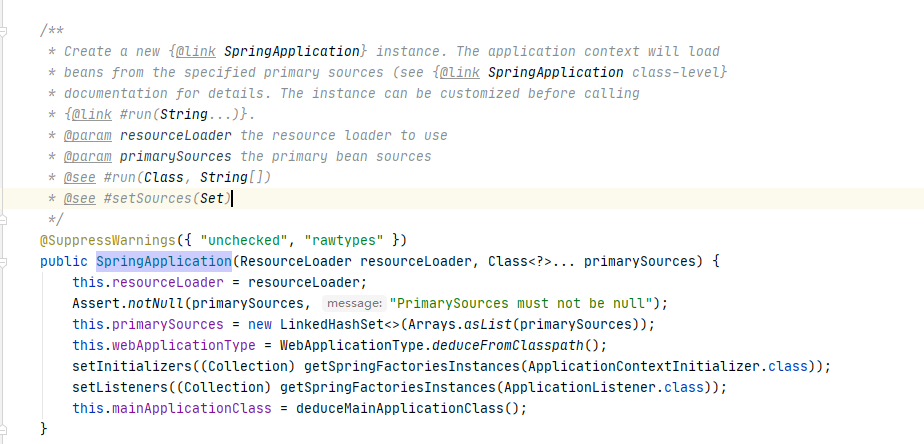 /**
* Create a new {@link SpringApplication} instance. The application context will load
* beans from the specified primary sources (see {@link SpringApplication class-level}
* documentation for details. The instance can be customized before calling
* {@link #run(String...)}.
* @param resourceLoader the resource loader to use
* @param primarySources the primary bean sources
* @see #run(Class, String[])
* @see #setSources(Set)
*/
@SuppressWarnings({ "unchecked", "rawtypes" })
public SpringApplication(ResourceLoader resourceLoader, Class<?>... primarySources) {
this.resourceLoader = resourceLoader;
Assert.notNull(primarySources, message: "PrimarySources must not be null");
this.primarySources = new LinkedHashSet<>(Arrays.asList(primarySources));
this.webApplicationType = WebApplicationType.deduceFromClasspath();
setInitializers((Collection) getSpringFactoriesInstances(ApplicationContextInitializer.class));
setListeners((Collection) getSpringFactoriesInstances(ApplicationListener.class));
this.mainApplicationClass = deduceMainApplicationClass();
}